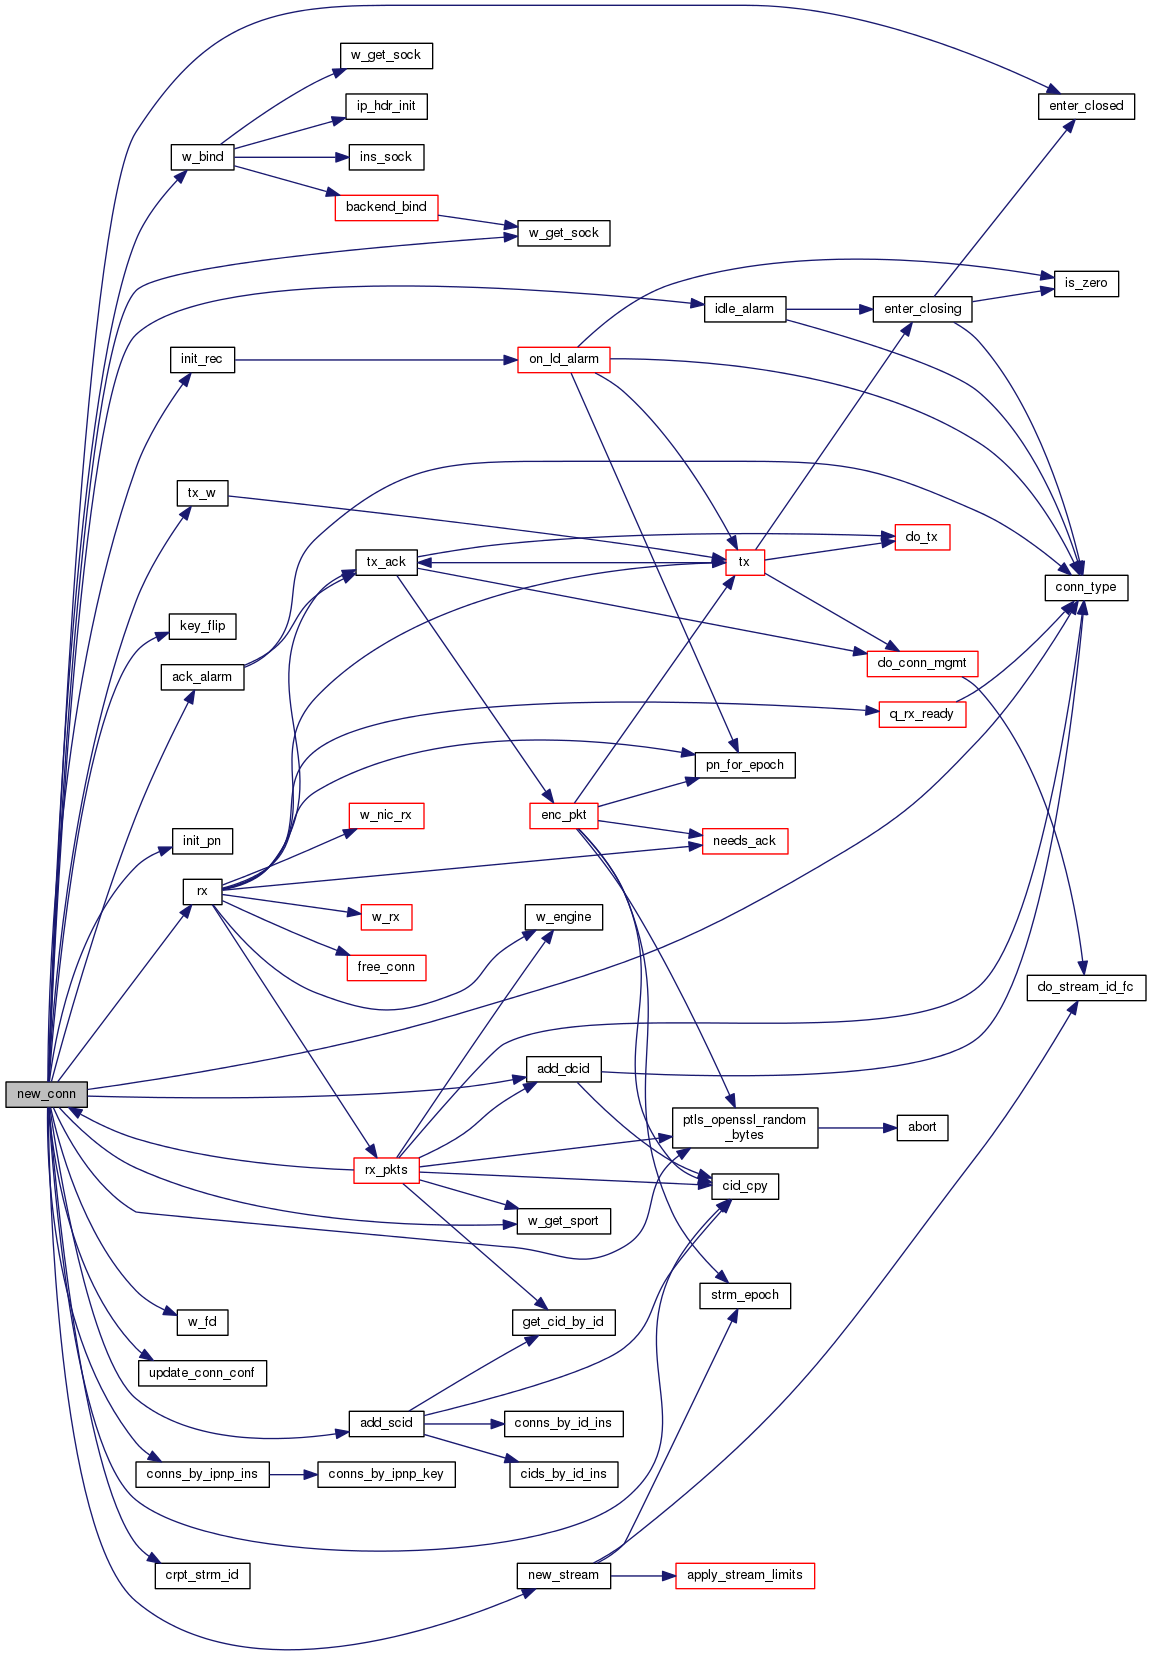 w_get_sock
ip_hdr_init
enter_closed
w_bind
ins_sock
backend_bind
w_get_sock
is_zero
idle_alarm
enter_closing
init_rec
on_ld_alarm
tx_w
do_tx
tx_ack
tx
conn_type
key_flip
ack_alarm
do_conn_mgmt
q_rx_ready
pn_for_epoch
w_nic_rx
enc_pkt
init_pn
needs_ack
rx
w_rx
w_engine
free_conn
do_stream_id_fc
add_dcid
new_conn
ptls_openssl_random
_bytes
abort
rx_pkts
cid_cpy
w_get_sport
strm_epoch
w_fd
get_cid_by_id
update_conn_conf
add_scid
conns_by_id_ins
conns_by_ipnp_ins
conns_by_ipnp_key
cids_by_id_ins
crpt_strm_id
new_stream
apply_stream_limits